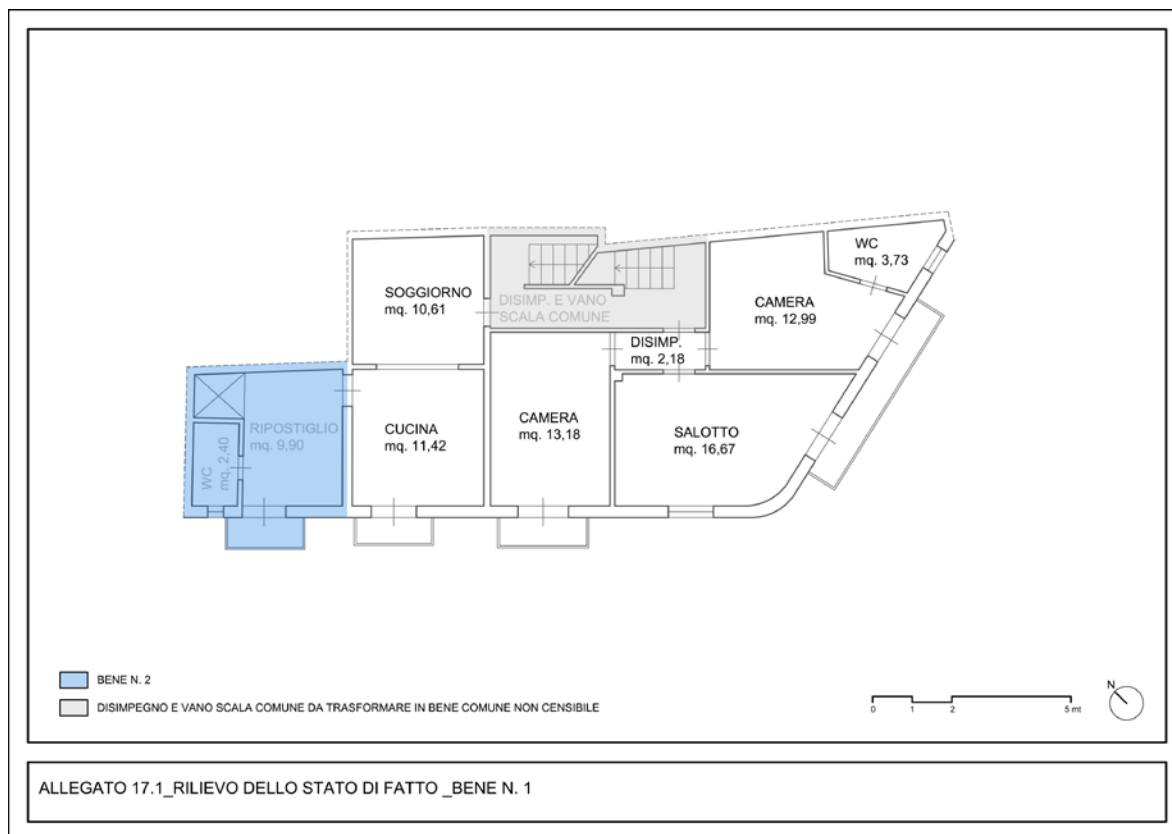 WC
mq. 3,73
SOGGIORNO
mq. 10,61
DISIMP. E VANO
SCALA COMUNE
CAMERA
mq. 12,99
DISIMP.
mq. 2,18
RIPOSTIGLIO
mq. 9,90
WC
mq. 2,40
CUCINA
mq. 11,42
CAMERA
mq. 13,18
SALOTTO
mq. 16,67
BENE N. 2
DISIMPEGNO E VANO SCALA COMUNE DA TRASFORMARE IN BENE COMUNE NON CENSIBILE
0 1 2 5 mt
N
ALLEGATO 17.1_RILIEVO DELLO STATO DI FATTO _BENE N. 1